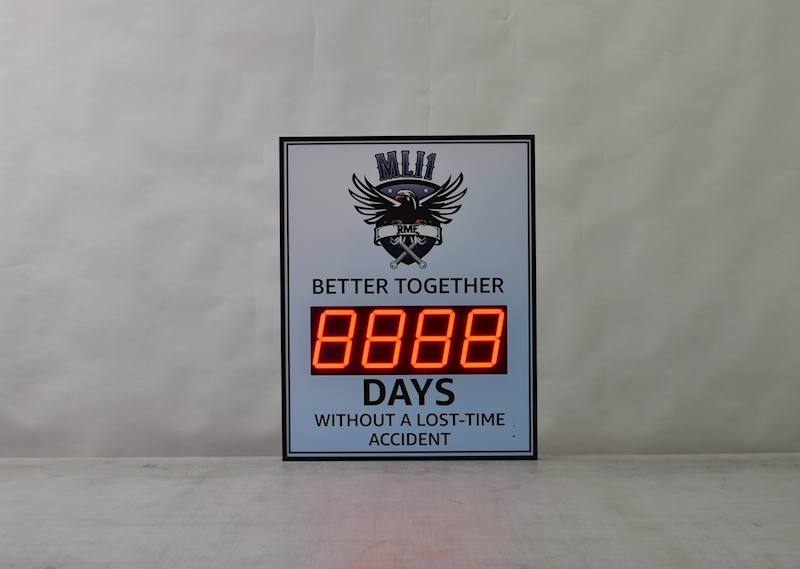 MLI1
RME
BETTER TOGETHER
8888
DAYS
WITHOUT A LOST-TIME
ACCIDENT